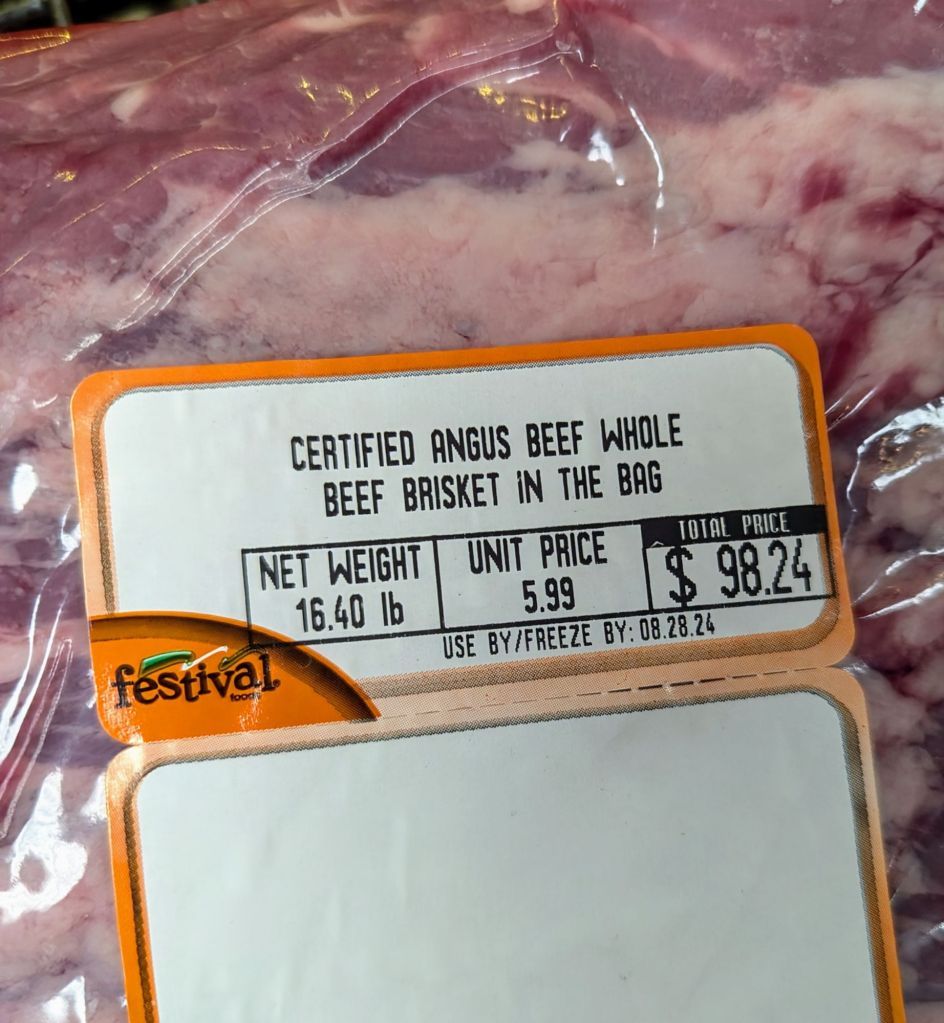 CERTIFIED ANGUS BEEF WHOLE
BEEF BRISKET IN THE BAG
NET WEIGHT
16.40 lb
UNIT PRICE
5.99
TOTAL PRICE
$ 98.24
USE BY/FREEZE BY: 08.28.24
festival
foods